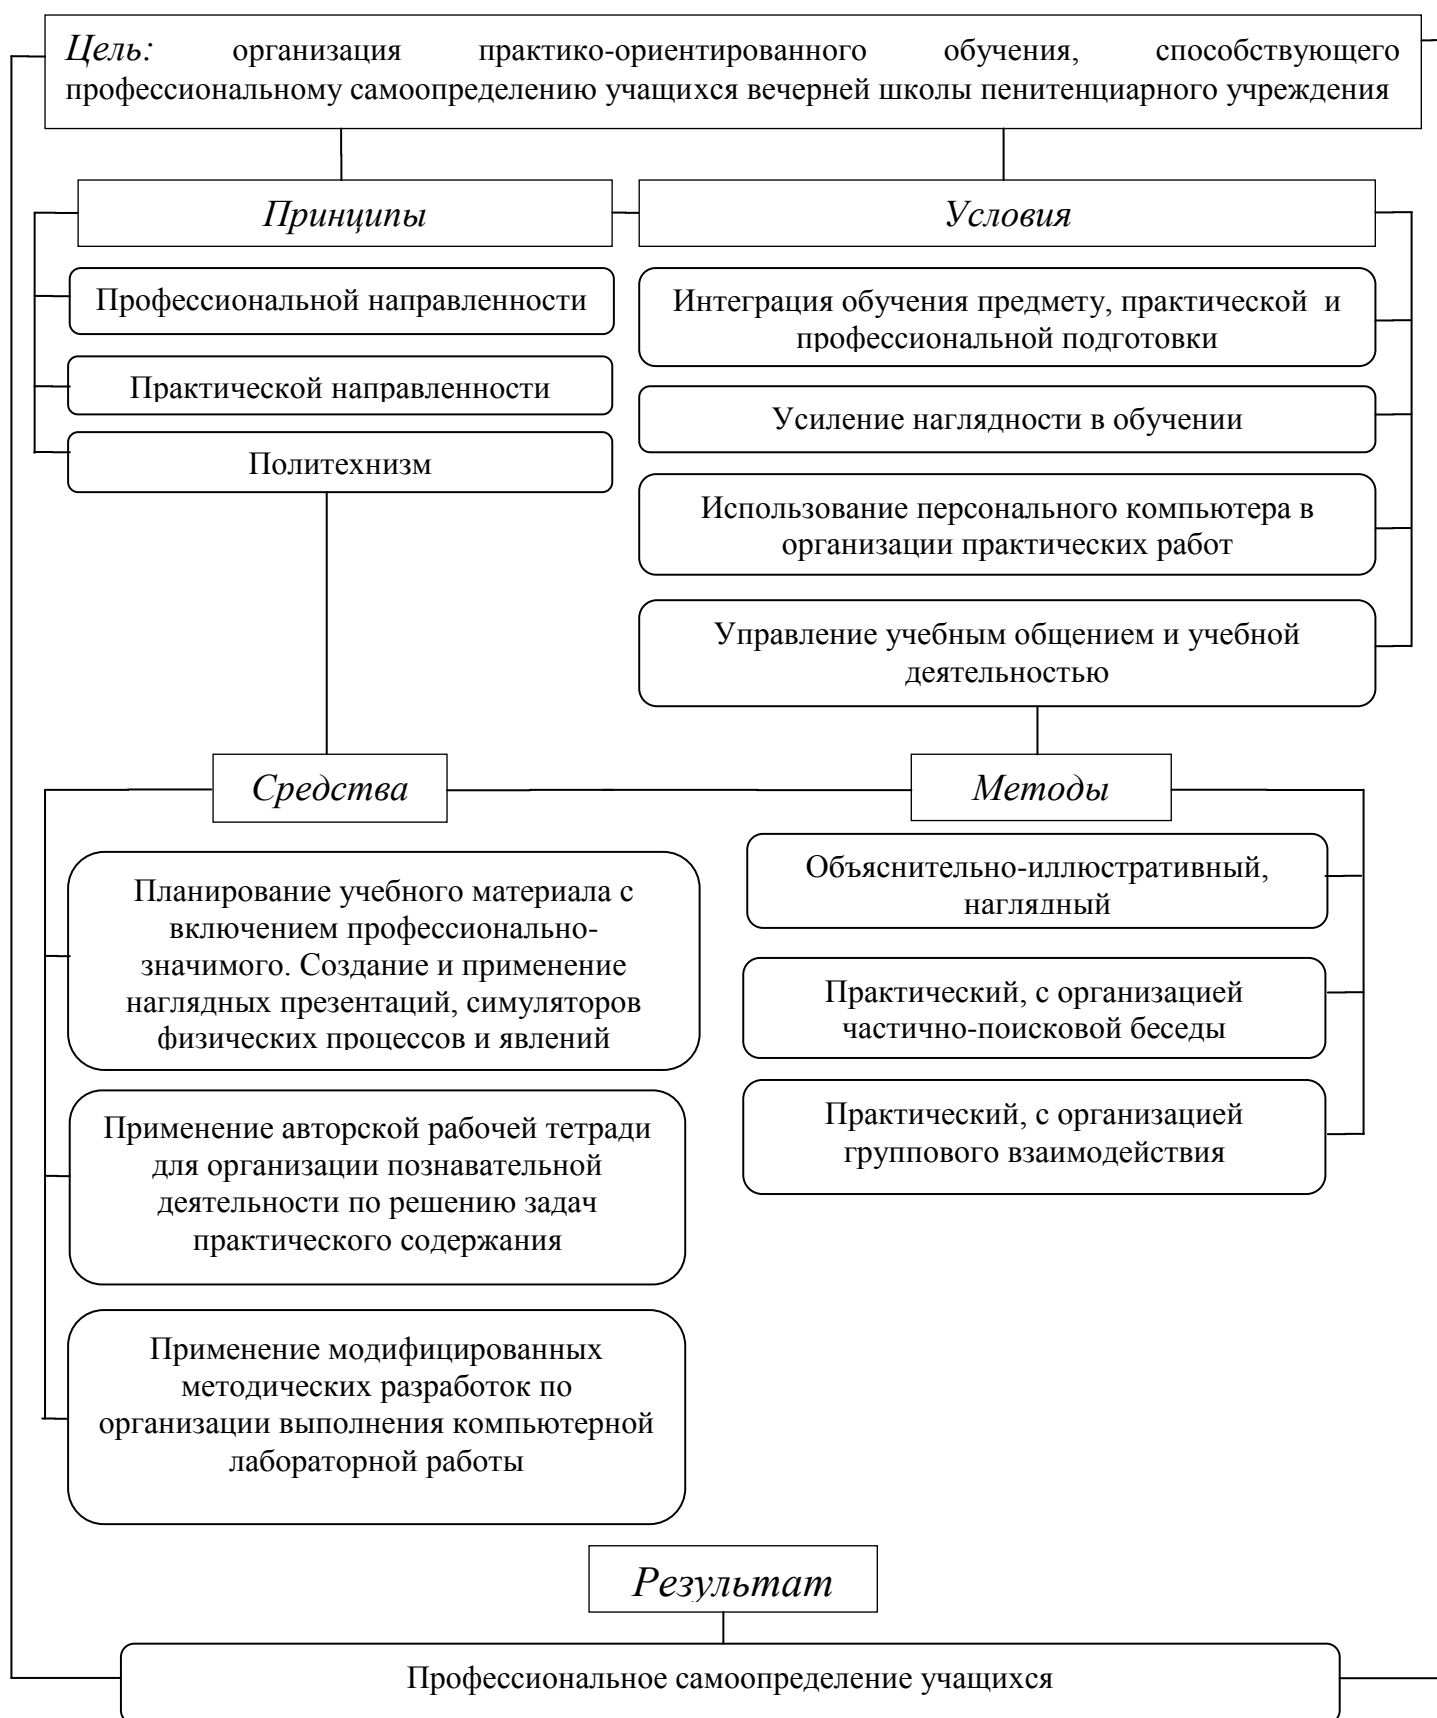 Цель: организация практико-ориентированного обучения, способствующего
профессиональному самоопределению учащихся вечерней школы пенитенциарного учреждения
Принципы
Профессиональной направленности
Практической направленности
Политехнизм
Условия
Интеграция обучения предмету, практической и
профессиональной подготовки
Усиление наглядности в обучении
Использование персонального компьютера в
организации практических работ
Управление учебным общением и учебной
деятельностью
Средства
Планирование учебного материала с
включением профессионально-
значимого. Создание и применение
наглядных презентаций, симуляторов
физических процессов и явлений
Применение авторской рабочей тетради
для организации познавательной
деятельности по решению задач
практического содержания
Применение модифицированных
методических разработок по
организации выполнения компьютерной
лабораторной работы
Методы
Объяснительно-иллюстративный,
наглядный
Практический, с организацией
частично-поисковой беседы
Практический, с организацией
группового взаимодействия
Результат
Профессиональное самоопределение учащихся